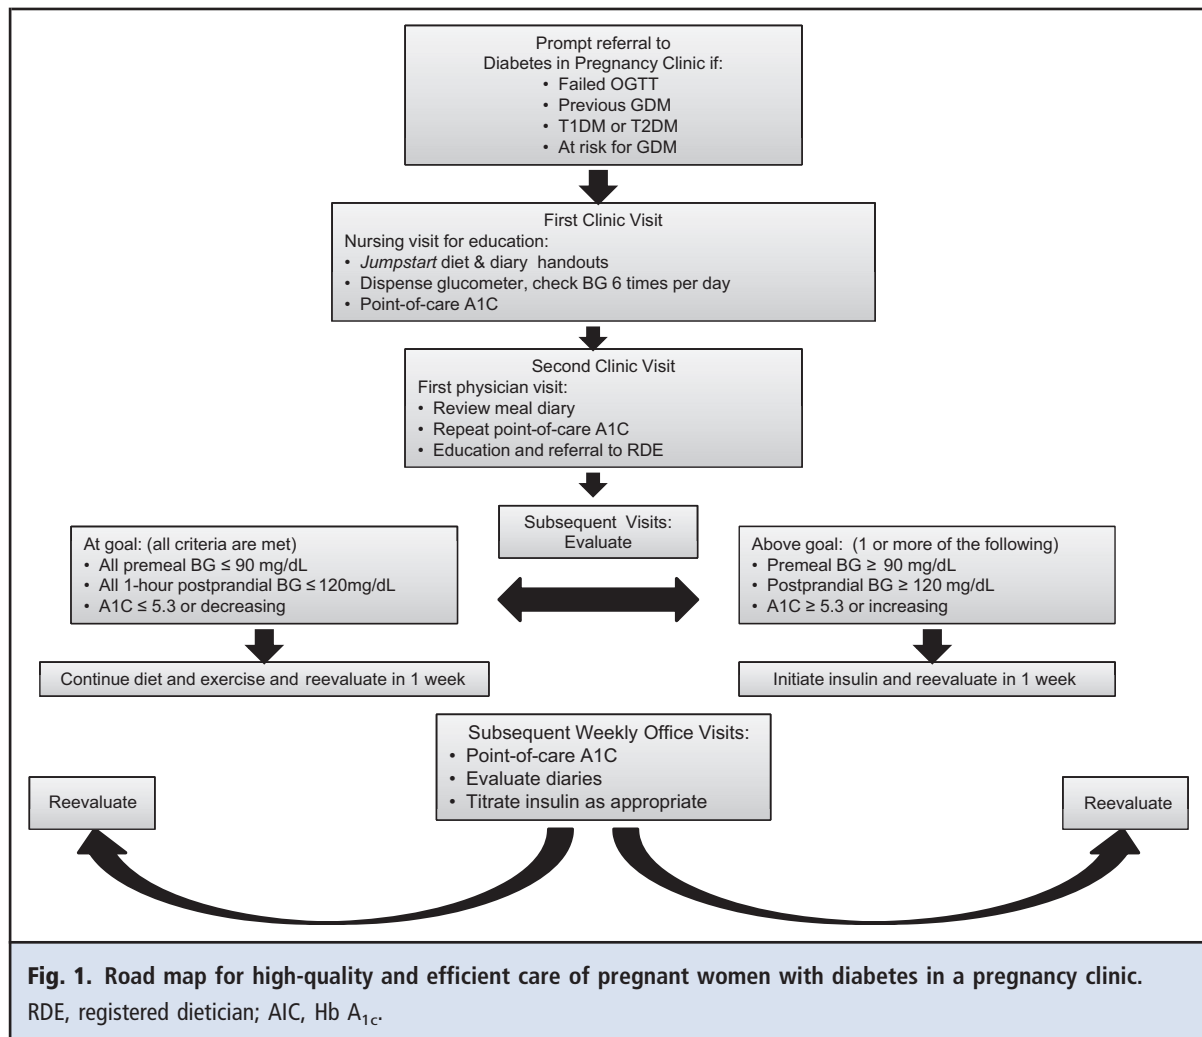 Prompt referral to
Diabetes in Pregnancy Clinic if:
• Failed OGTT
• Previous GDM
• T1DM or T2DM
• At risk for GDM
First Clinic Visit
Nursing visit for education:
• Jumpstart diet & diary handouts
• Dispense glucometer, check BG 6 times per day
• Point-of-care A1C
Second Clinic Visit
First physician visit:
• Review meal diary
• Repeat point-of-care A1C
• Education and referral to RDE
Subsequent Visits:
Evaluate
At goal: (all criteria are met)
• All premeal BG ≤ 90 mg/dL
• All 1-hour postprandial BG ≤ 120mg/dL
• A1C ≤ 5.3 or decreasing
Above goal: (1 or more of the following)
• Premeal BG ≥ 90 mg/dL
• Postprandial BG ≥ 120 mg/dL
• A1C ≥ 5.3 or increasing
Continue diet and exercise and reevaluate in 1 week
Initiate insulin and reevaluate in 1 week
Subsequent Weekly Office Visits:
• Point-of-care A1C
• Evaluate diaries
• Titrate insulin as appropriate
Reevaluate
Reevaluate
Fig. 1. Road map for high-quality and efficient care of pregnant women with diabetes in a pregnancy clinic.
RDE, registered dietician; AIC, Hb A1c.